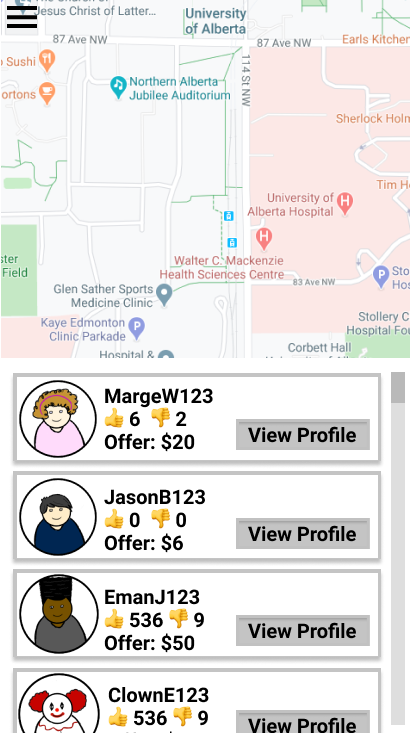 The Church of
Jesus Christ of Latter...
University
of Alberta
87 Ave NW
87 Ave NW
Earls Kitchen
Sushi
ortons
Northern Alberta
Jubilee Auditorium
114 St NW
Sherlock Holm
Tim H
University of
Alberta Hospital
Walter C. Mackenzie
Health Sciences Centre
83 Ave NW
ster
Field
Glen Sather Sports
Medicine Clinic
Sto
Hosp
Kaye Edmonton
Clinic Parkade
Stollery C
Hospital Fou
Corbett Hall
Hospital &
MargeW123
👍 6 👎 2
Offer: $20
View Profile
JasonB123
👍 0 👎 0
Offer: $6
View Profile
EmanJ123
👍 536 👎 9
Offer: $50
View Profile
ClownE123
👍 536 👎 9
View Profile